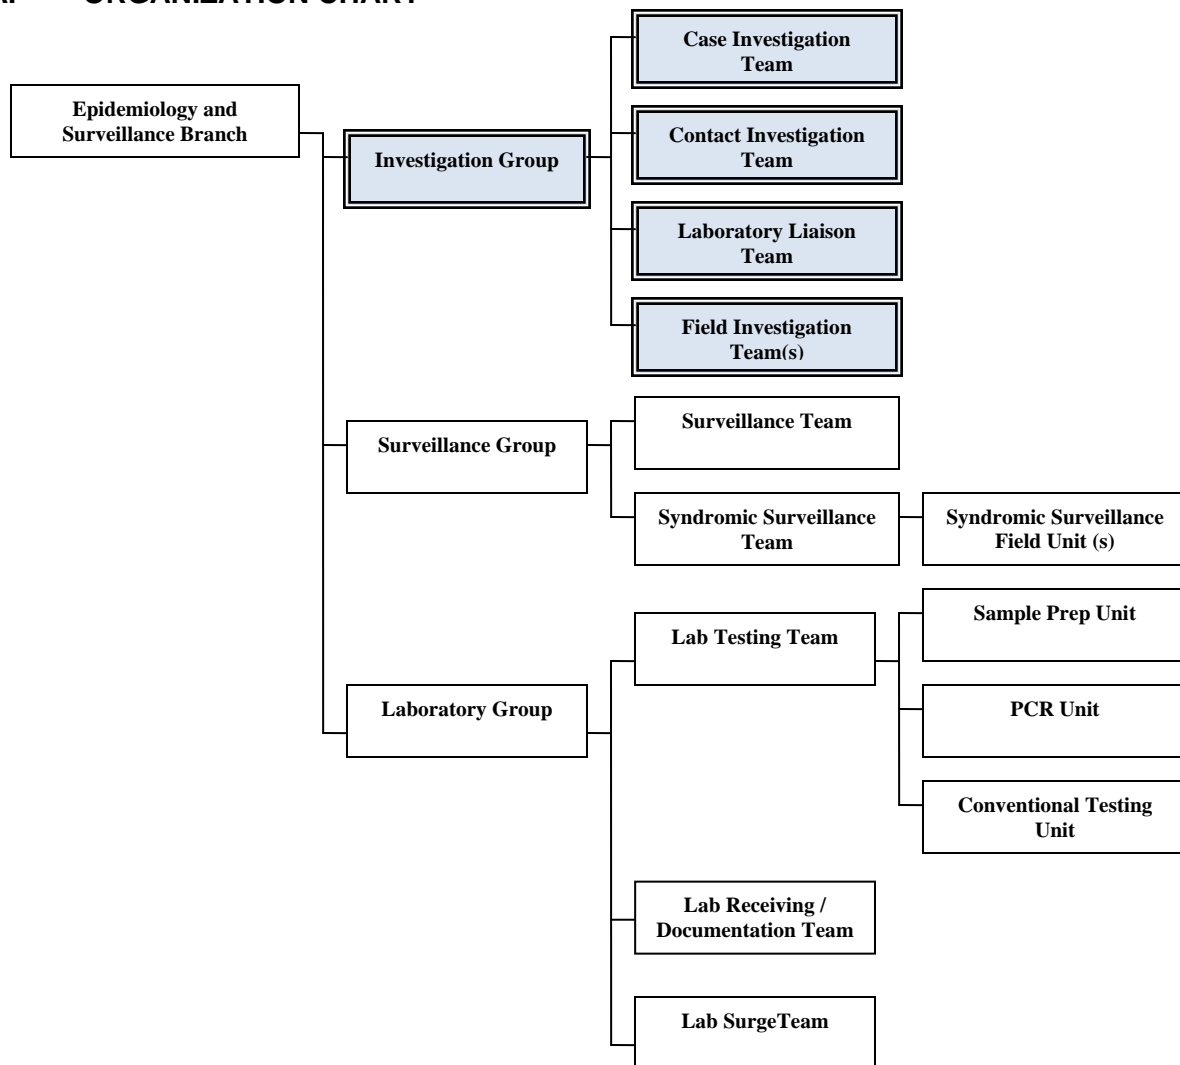 ORGANIZATION CHART
Case Investigation
Team
Epidemiology and
Surveillance Branch
Contact Investigation
Team
Investigation Group
Laboratory Liaison
Team
Field Investigation
Team(s)
Surveillance Team
Surveillance Group
Syndromic Surveillance
Team
Syndromic Surveillance
Field Unit (s)
Sample Prep Unit
Lab Testing Team
Laboratory Group
PCR Unit
Conventional Testing
Unit
Lab Receiving /
Documentation Team
Lab SurgeTeam